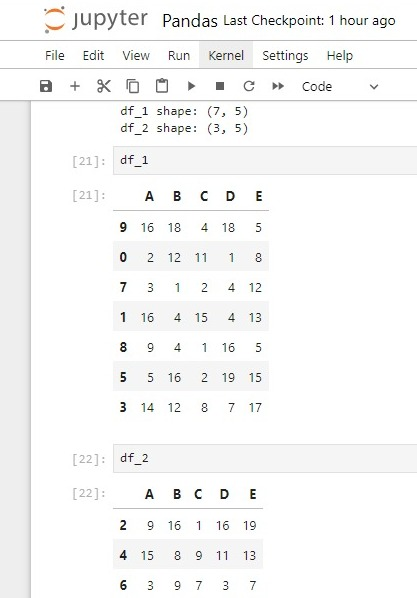 jupyter Pandas Last Checkpoint: 1 hour ago
File Edit View Run Kernel Settings Help
Code
df_1 shape: (7, 5)
df_2 shape: (3, 5)
[21]: df_1
[21]: A B C D E
9 16 18 4 18 5
0 2 12 11 1 8
7 3 1 2 4 12
1 16 4 15 4 13
8 9 4 1 16 5
5 5 16 2 19 15
3 14 12 8 7 17
[22]: df_2
[22]: A B C D E
2 9 16 1 16 19
4 15 8 9 11 13
6 3 9 7 3 7